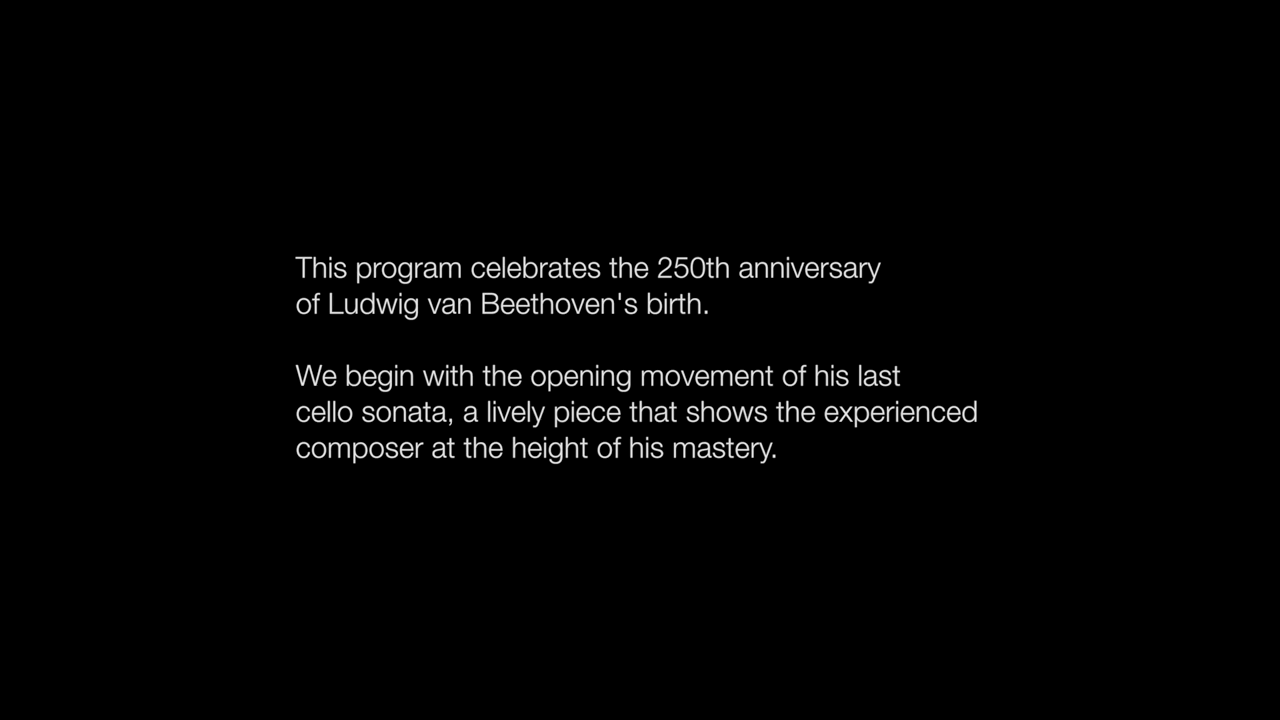 This program celebrates the 250th anniversary
of Ludwig van Beethoven's birth.
We begin with the opening movement of his last
cello sonata, a lively piece that shows the experienced
composer at the height of his mastery.